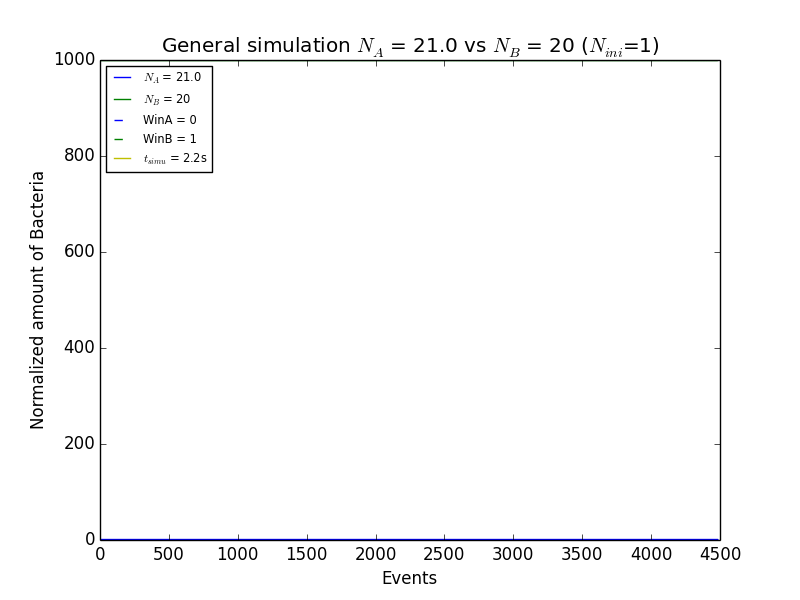 General simulation N_A = 21.0 vs N_B = 20 (N_ini=1)
1000
800
600
400
200
0
Normalized amount of Bacteria
N_A = 21.0
N_B = 20
WinA = 0
WinB = 1
t_simu = 2.2s
0 500 1000 1500 2000 2500 3000 3500 4000 4500
Events